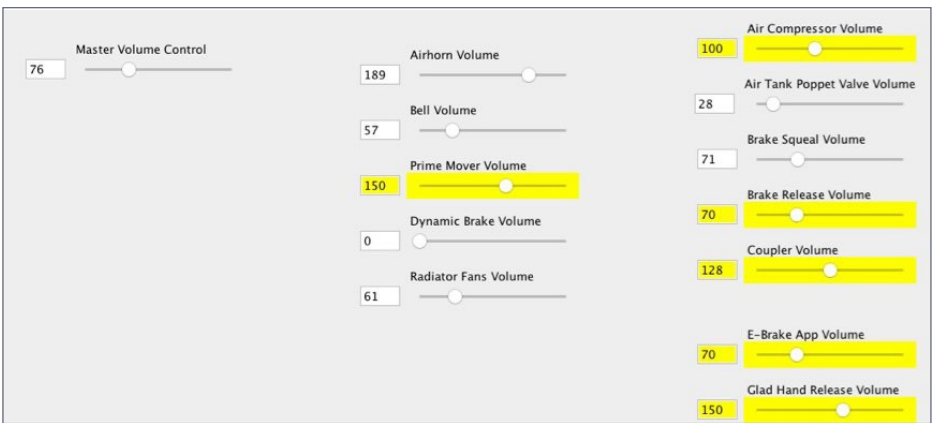 Master Volume Control
76
Airhorn Volume
189
Bell Volume
57
Prime Mover Volume
150
Dynamic Brake Volume
0
Radiator Fans Volume
61
Air Compressor Volume
100
Air Tank Poppet Valve Volume
28
Brake Squeal Volume
71
Brake Release Volume
70
Coupler Volume
128
E-Brake App Volume
70
Glad Hand Release Volume
150